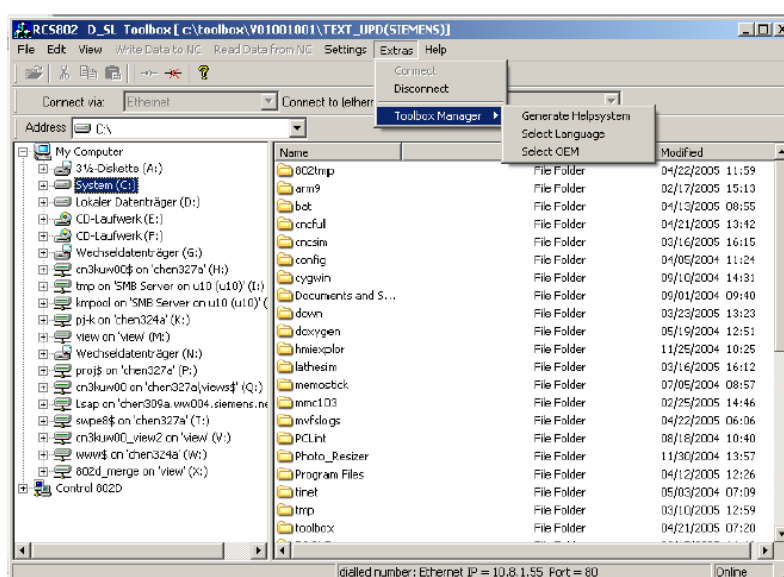 RCS802 D_SL Toolbox [ c:\toolbox\V01001001\TEXT_UPD(SIEMENS)]
File Edit View Write Data to NC Read Data from NC Settings Extras Help
Connect
Disconnect
Toolbox Manager
Generate Helpsystem
Select Language
Select OEM
Connect via: Ethernet Connect to (ethern
Address C:\
My Computer
3½-Diskette (A:)
System (C:)
Lokaler Datenträger (D:)
CD-Laufwerk (E:)
CD-Laufwerk (F:)
Wechseldatenträger (G:)
cn3kuw00$ on 'chen327a' (H:)
tmp on 'SMB Server on u10 (u10)' (I:)
kmpool on 'SMB Server on u10 (u10)' (
pj-k on 'chen324a' (K:)
view on 'view' (M:)
Wechseldatenträger (N:)
proj$ on 'chen327a' (P:)
cn3kuw00 on 'chen327a\views$' (Q:)
Lsap on 'chen309a.ww004.siemens.ne
swpe8$ on 'chen327a' (T:)
cn3kuw00_view2 on 'view' (V:)
www$ on 'chen324a' (W:)
802d_merge on 'view' (X:)
Control 802D
Name Modified
802tmp File Folder 04/22/2005 11:59
arm9 File Folder 02/17/2005 15:13
bat File Folder 04/13/2005 08:55
cncfull File Folder 04/21/2005 13:42
cncsim File Folder 03/16/2005 16:15
config File Folder 04/05/2004 11:24
cygwin File Folder 09/10/2004 14:31
Documents and S... File Folder 09/01/2004 09:40
down File Folder 03/23/2005 13:23
doxygen File Folder 05/19/2004 12:51
hmiexplor File Folder 11/25/2004 10:25
lathesim File Folder 03/16/2005 16:12
memostick File Folder 07/05/2004 08:57
mmc103 File Folder 02/25/2005 14:46
mvfslogs File Folder 04/22/2005 06:06
PCLint File Folder 08/18/2004 10:40
Photo_Resizer File Folder 11/30/2004 13:57
Program Files File Folder 04/12/2005 12:26
tinet File Folder 05/03/2004 07:09
tmp File Folder 03/10/2005 12:59
toolbox File Folder 04/21/2005 07:20
dialled number: Ethernet IP = 10.8.1.55 Port = 80 Online